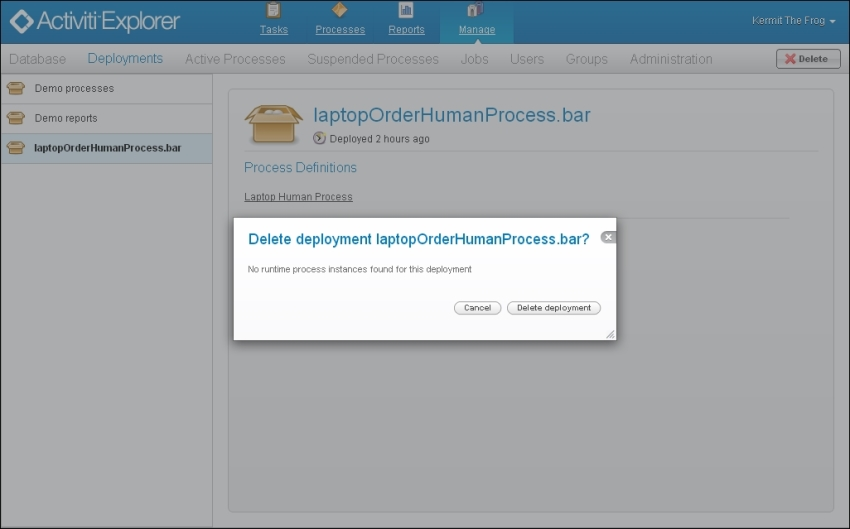 Activiti Explorer
Tasks Processes Reports Manage
Kermit The Frog
Database Deployments Active Processes Suspended Processes Jobs Users Groups Administration Delete
Demo processes
Demo reports
laptopOrderHumanProcess.bar
laptopOrderHumanProcess.bar
Deployed 2 hours ago
Process Definitions
Laptop Human Process
Delete deployment laptopOrderHumanProcess.bar?
No runtime process instances found for this deployment
Cancel Delete deployment